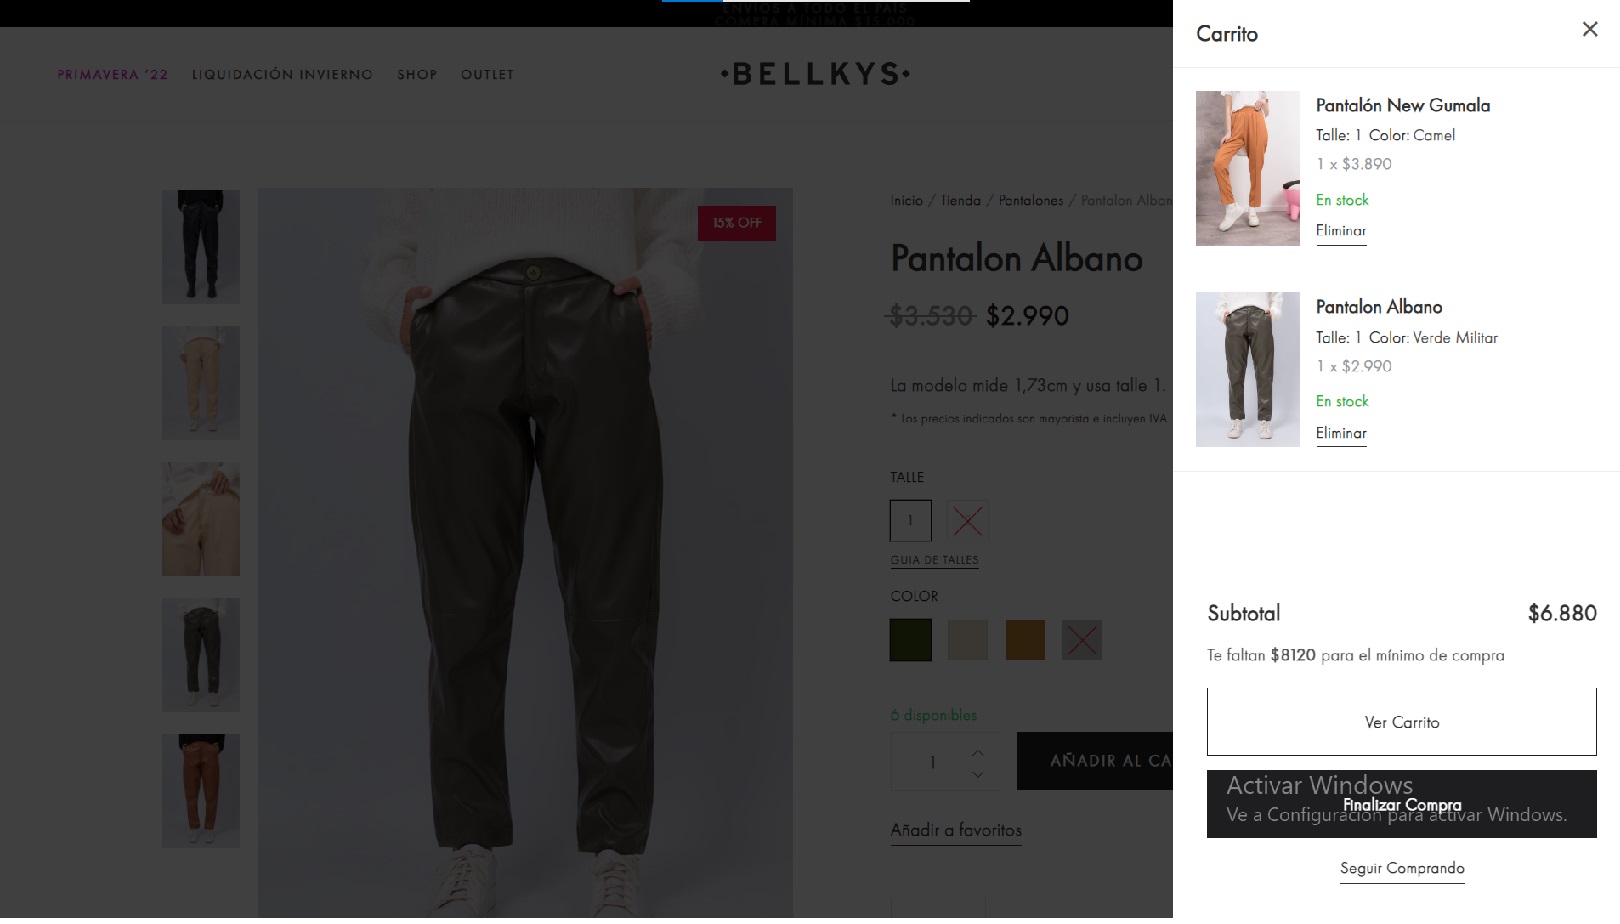 ENVÍOS A TODO EL PAÍS
COMPRA MÍNIMA $15.000
PRIMAVERA '22 LIQUIDACIÓN INVIERNO SHOP OUTLET
•BELLKYS•
15% OFF
Inicio / Tienda / Pantalones / Pantalon Alban
Pantalon Albano
$3.530 $2.990
La modelo mide 1,73cm y usa talle 1.
* Los precios indicados son mayorista e incluyen IVA
TALLE
1
GUIA DE TALLES
COLOR
6 disponibles
1
AÑADIR AL CA
Añadir a favoritos
Carrito
Pantalón New Gumala
Talle: 1 Color: Camel
1 x $3.890
En stock
Eliminar
Pantalon Albano
Talle: 1 Color: Verde Militar
1 x $2.990
En stock
Eliminar
Subtotal $6.880
Te faltan $8120 para el mínimo de compra
Ver Carrito
Finalizar Compra
Activar Windows
Ve a Configuración para activar Windows.
Seguir Comprando